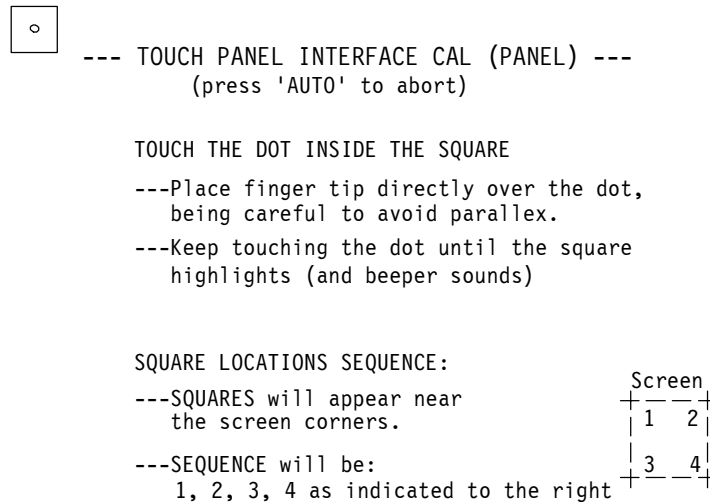 --- TOUCH PANEL INTERFACE CAL (PANEL) ---
(press 'AUTO' to abort)
TOUCH THE DOT INSIDE THE SQUARE
---Place finger tip directly over the dot,
being careful to avoid parallex.
---Keep touching the dot until the square
highlights (and beeper sounds)
SQUARE LOCATIONS SEQUENCE:
---SQUARES will appear near
the screen corners.
---SEQUENCE will be:
1, 2, 3, 4 as indicated to the right
Screen
1 2
3 4